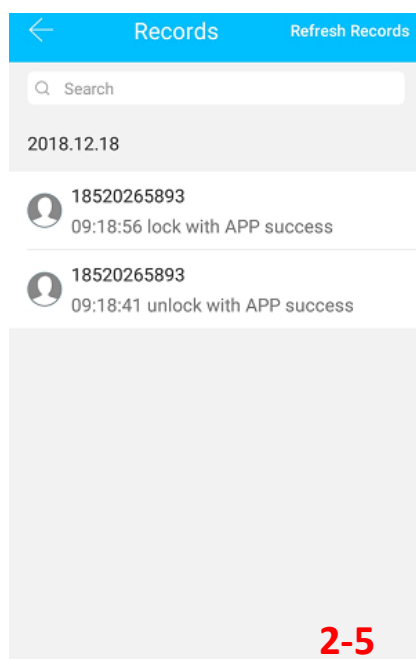 Records Refresh Records
Search
2018.12.18
18520265893
09:18:56 lock with APP success
18520265893
09:18:41 unlock with APP success
2-5